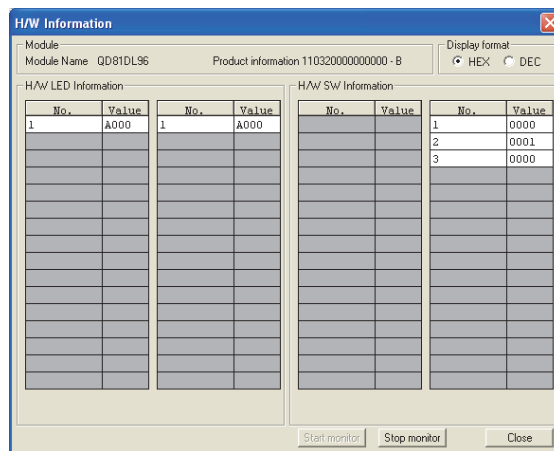 H/W Information
Module
Module Name QD81DL96 Product information 110320000000000 - B
Display format
HEX DEC
H/W LED Information
No. Value No. Value
1 A000 1 A000
H/W SW Information
No. Value No. Value
1 0000
2 0001
3 0000
Start monitor Stop monitor Close